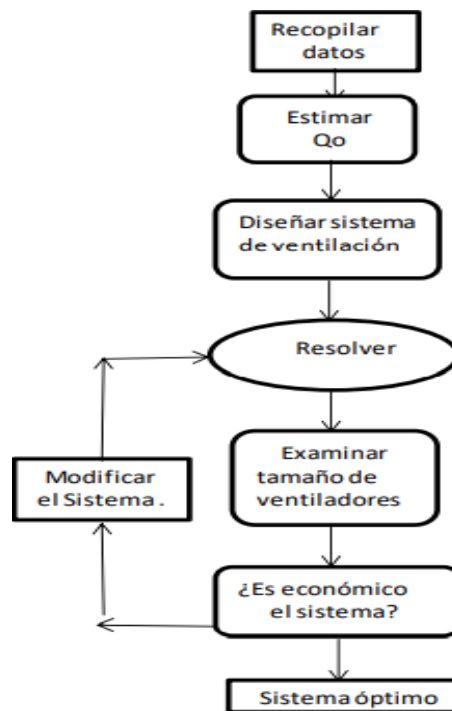 Recopilar
datos
Estimar
Qo
Diseñar sistema
de ventilación
Resolver
Examinar
tamaño de
ventiladores
Modificar
el Sistema .
¿Es económico
el sistema?
Sistema óptimo